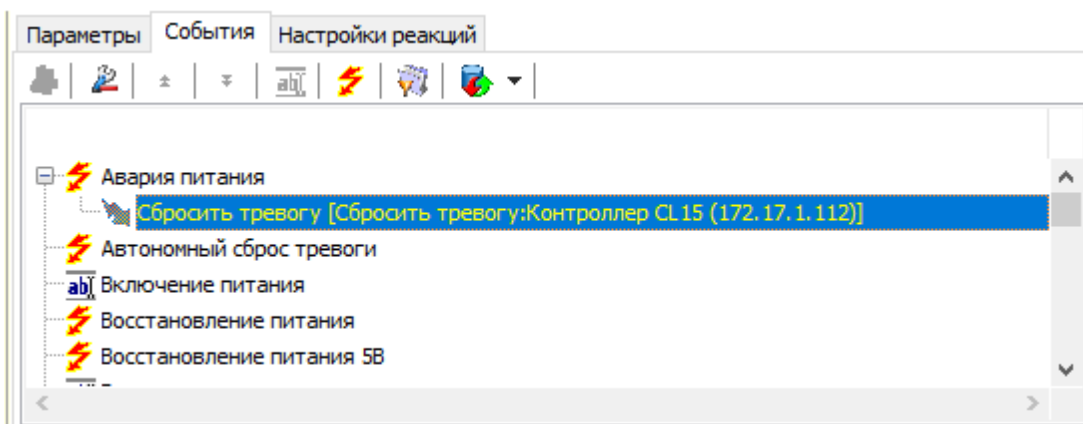 Параметры События Настройки реакций
Авария питания
Сбросить тревогу [Сбросить тревогу:Контроллер CL15 (172.17.1.112)]
Автономный сброс тревоги
ab Включение питания
Восстановление питания
Восстановление питания 5В